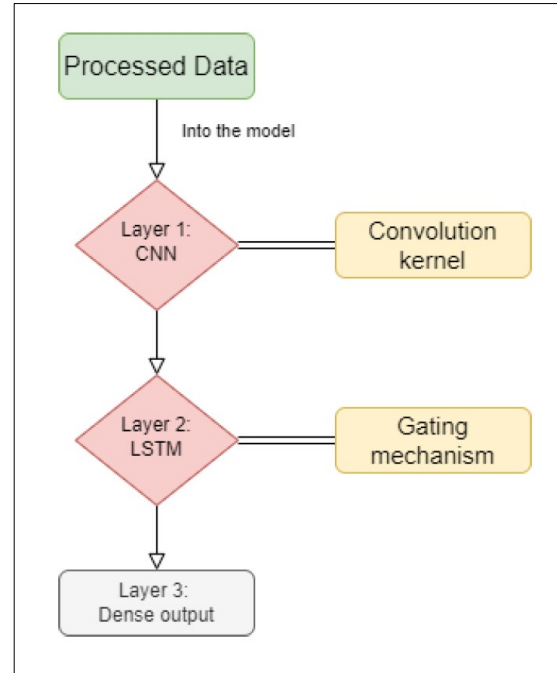 Processed Data
Into the model
Layer 1:
CNN
Convolution
kernel
Layer 2:
LSTM
Gating
mechanism
Layer 3:
Dense output